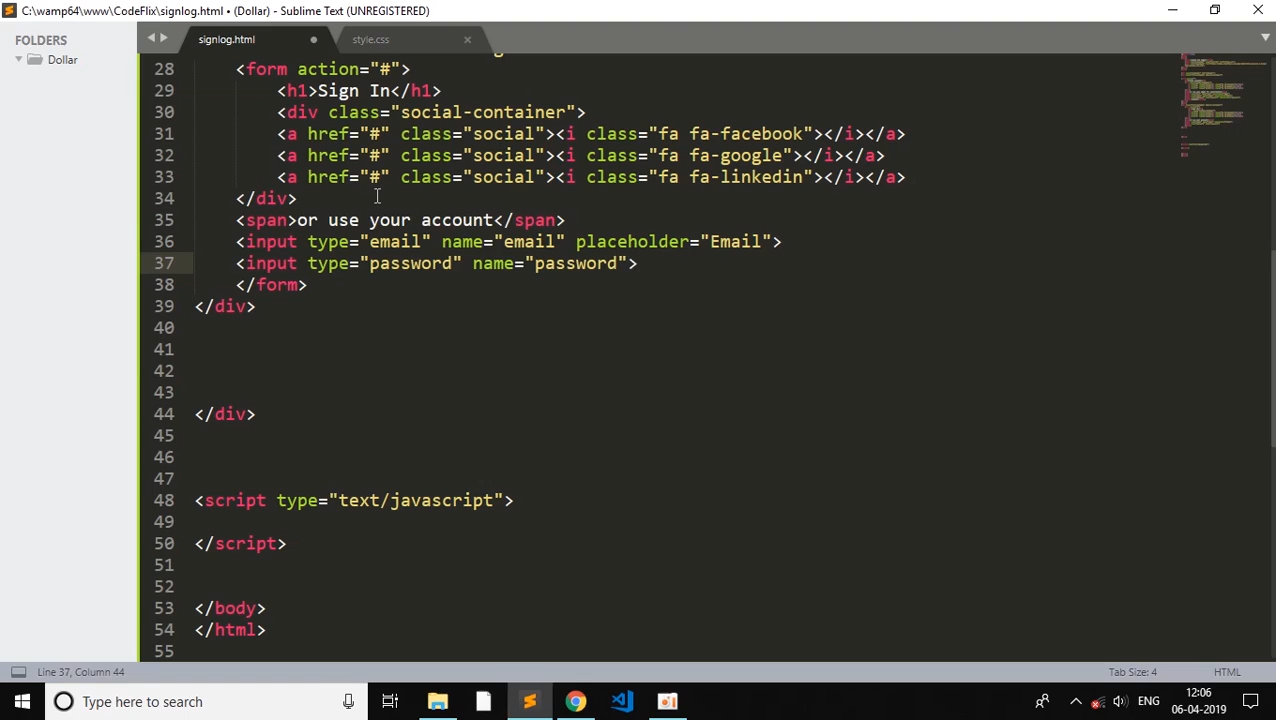 C:\wamp64\www\CodeFlix\signlog.html • (Dollar) - Sublime Text (UNREGISTERED)
FOLDERS
Dollar
signlog.html
style.css
28 <form action="#">
29 <h1>Sign In</h1>
30 <div class="social-container">
31 <a href="#" class="social"><i class="fa fa-facebook"></i></a>
32 <a href="#" class="social"><i class="fa fa-google"></i></a>
33 <a href="#" class="social"><i class="fa fa-linkedin"></i></a>
34 </div>
35 <span>or use your account</span>
36 <input type="email" name="email" placeholder="Email">
37 <input type="password" name="password">
38 </form>
39 </div>
40
41
42
43
44 </div>
45
46
47
48 <script type="text/javascript">
49
50 </script>
51
52
53 </body>
54 </html>
55
Line 37, Column 44
Tab Size: 4
HTML
Type here to search
ENG
12:06
06-04-2019